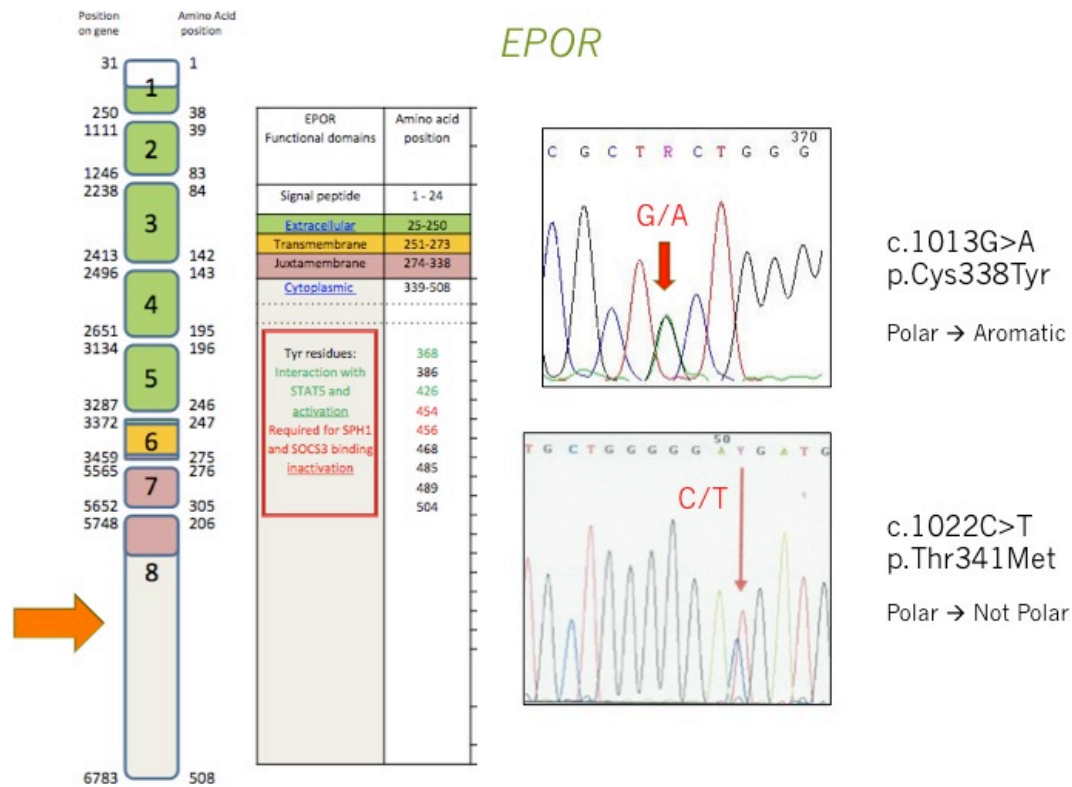 EPOR
Position on gene
Amino Acid position
31 1
1
250 38
1111 39
2
1246 83
2238 84
3
2413 142
2496 143
4
2651 195
3134 196
5
3287 246
3372 247
6
3459 275
5565 276
7
5652 305
5748 206
8
6783 508
EPOR Amino acid
Functional domains position
Signal peptide 1 - 24
Extracellular 25-250
Transmembrane 251-273
Juxtamembrane 274-338
Cytoplasmic 339-508
Tyr residues: 368
Interaction with 386
STAT5 and 426
activation 454
Required for SPH1 456
and SOCS3 binding 468
inactivation 485
489
504
370
C G C T R C T G G G
G/A
c.1013G>A
p.Cys338Tyr
Polar → Aromatic
50
T G C T G G G G G A Y G A T G
C/T
c.1022C>T
p.Thr341Met
Polar → Not Polar